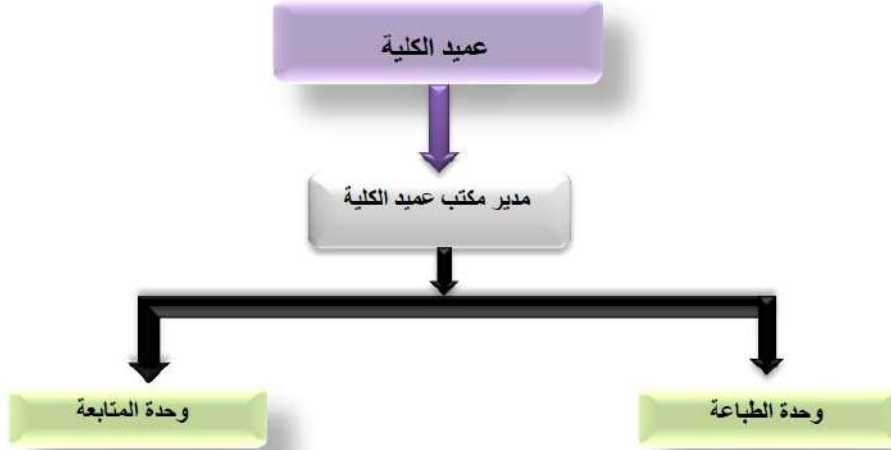 عميد الكلية
مدير مكتب عميد الكلية
وحدة الطباعة
وحدة المتابعة